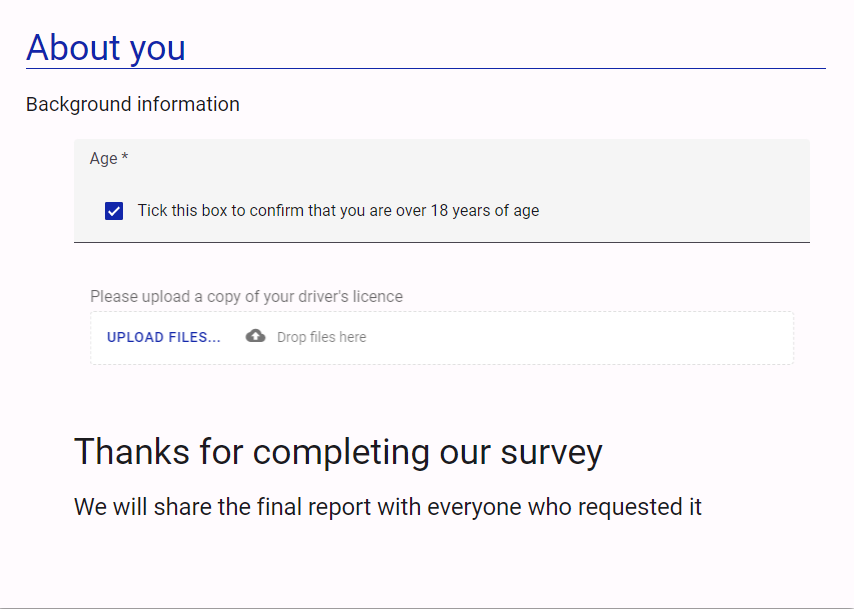 About you
Background information
Age *
Tick this box to confirm that you are over 18 years of age
Please upload a copy of your driver's licence
UPLOAD FILES... Drop files here
Thanks for completing our survey
We will share the final report with everyone who requested it